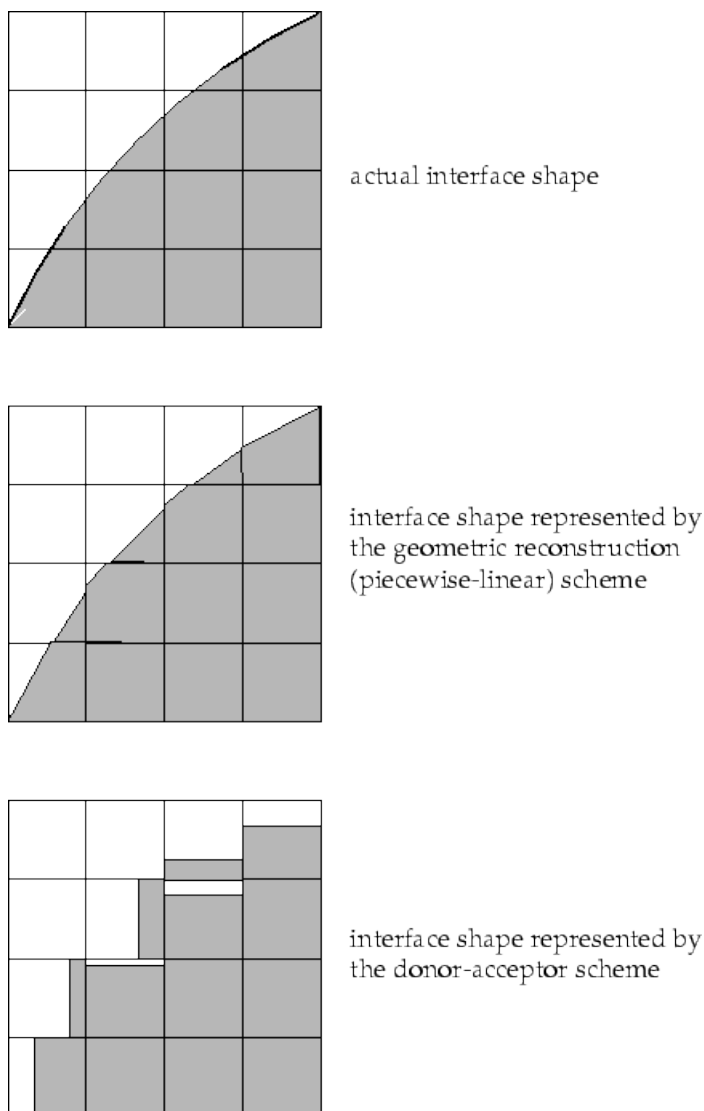 actual interface shape
interface shape represented by
the geometric reconstruction
(piecewise-linear) scheme
interface shape represented by
the donor-acceptor scheme